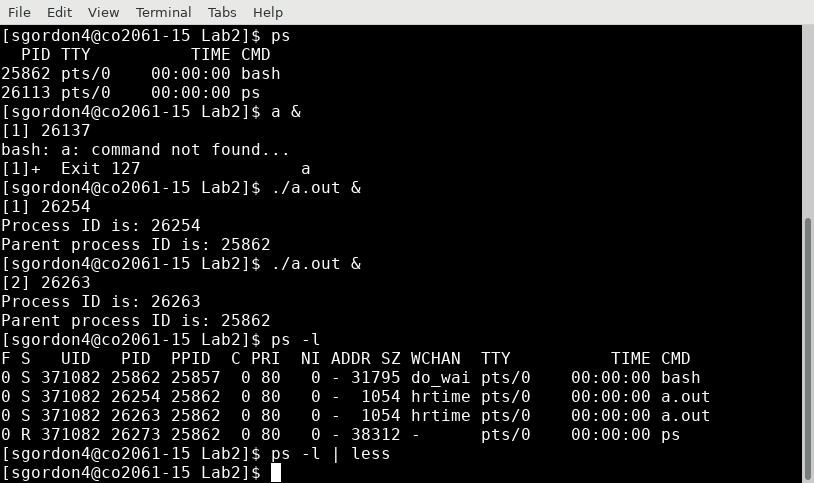 File Edit View Terminal Tabs Help
[sgordon4@co2061-15 Lab2]$ ps
  PID TTY          TIME CMD
25862 pts/0    00:00:00 bash
26113 pts/0    00:00:00 ps
[sgordon4@co2061-15 Lab2]$ a &
[1] 26137
bash: a: command not found...
[1]+  Exit 127                a
[sgordon4@co2061-15 Lab2]$ ./a.out &
[1] 26254
Process ID is: 26254
Parent process ID is: 25862
[sgordon4@co2061-15 Lab2]$ ./a.out &
[2] 26263
Process ID is: 26263
Parent process ID is: 25862
[sgordon4@co2061-15 Lab2]$ ps -l
F S   UID   PID  PPID  C PRI  NI ADDR SZ WCHAN  TTY          TIME CMD
0 S 371082 25862 25857  0 80   0 - 31795 do_wai pts/0    00:00:00 bash
0 S 371082 26254 25862  0 80   0 -  1054 hrtime pts/0    00:00:00 a.out
0 S 371082 26263 25862  0 80   0 -  1054 hrtime pts/0    00:00:00 a.out
0 R 371082 26273 25862  0 80   0 - 38312 -      pts/0    00:00:00 ps
[sgordon4@co2061-15 Lab2]$ ps -l | less
[sgordon4@co2061-15 Lab2]$